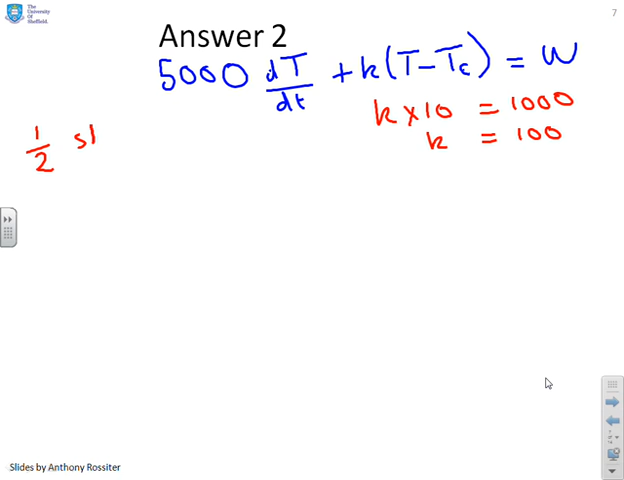 The University Of Sheffield.
7
Answer 2
5000 dT/dt + k(T - Tc) = W
k × 10 = 1000
k = 100
1/2 sl
Slides by Anthony Rossiter